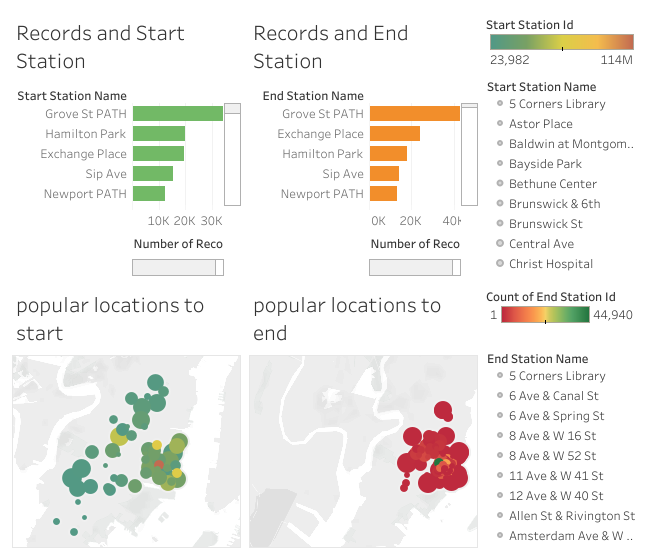 Records and Start
Station
Start Station Name
Grove St PATH
Hamilton Park
Exchange Place
Sip Ave
Newport PATH
10K 20K 30K
Number of Reco
Records and End
Station
End Station Name
Grove St PATH
Exchange Place
Hamilton Park
Sip Ave
Newport PATH
0K 20K 40K
Number of Reco
Start Station Id
23,982 114M
Start Station Name
5 Corners Library
Astor Place
Baldwin at Montgom..
Bayside Park
Bethune Center
Brunswick & 6th
Brunswick St
Central Ave
Christ Hospital
popular locations to
start
popular locations to
end
Count of End Station Id
1 44,940
End Station Name
5 Corners Library
6 Ave & Canal St
6 Ave & Spring St
8 Ave & W 16 St
8 Ave & W 52 St
11 Ave & W 41 St
12 Ave & W 40 St
Allen St & Rivington St
Amsterdam Ave & W ..